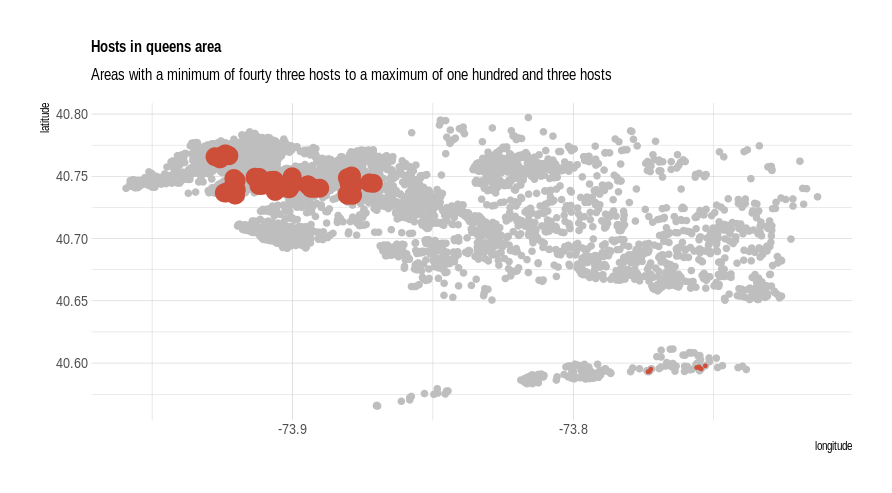 Hosts in queens area
Areas with a minimum of fourty three hosts to a maximum of one hundred and three hosts
latitude
40.80
40.75
40.70
40.65
40.60
-73.9
-73.8
longitude